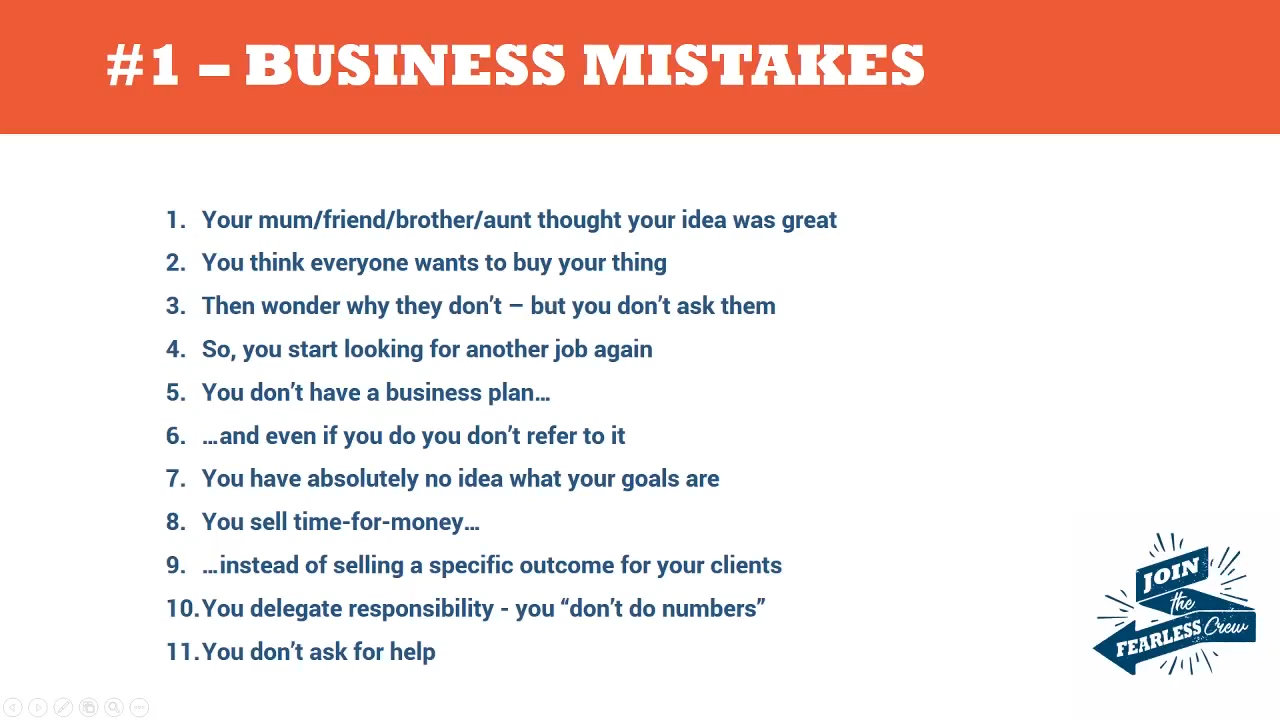 #1 – BUSINESS MISTAKES
1. Your mum/friend/brother/aunt thought your idea was great
2. You think everyone wants to buy your thing
3. Then wonder why they don’t – but you don’t ask them
4. So, you start looking for another job again
5. You don’t have a business plan…
6. …and even if you do you don’t refer to it
7. You have absolutely no idea what your goals are
8. You sell time-for-money…
9. …instead of selling a specific outcome for your clients
10. You delegate responsibility - you “don’t do numbers”
11. You don’t ask for help
JOIN
the
FEARLESS Crew